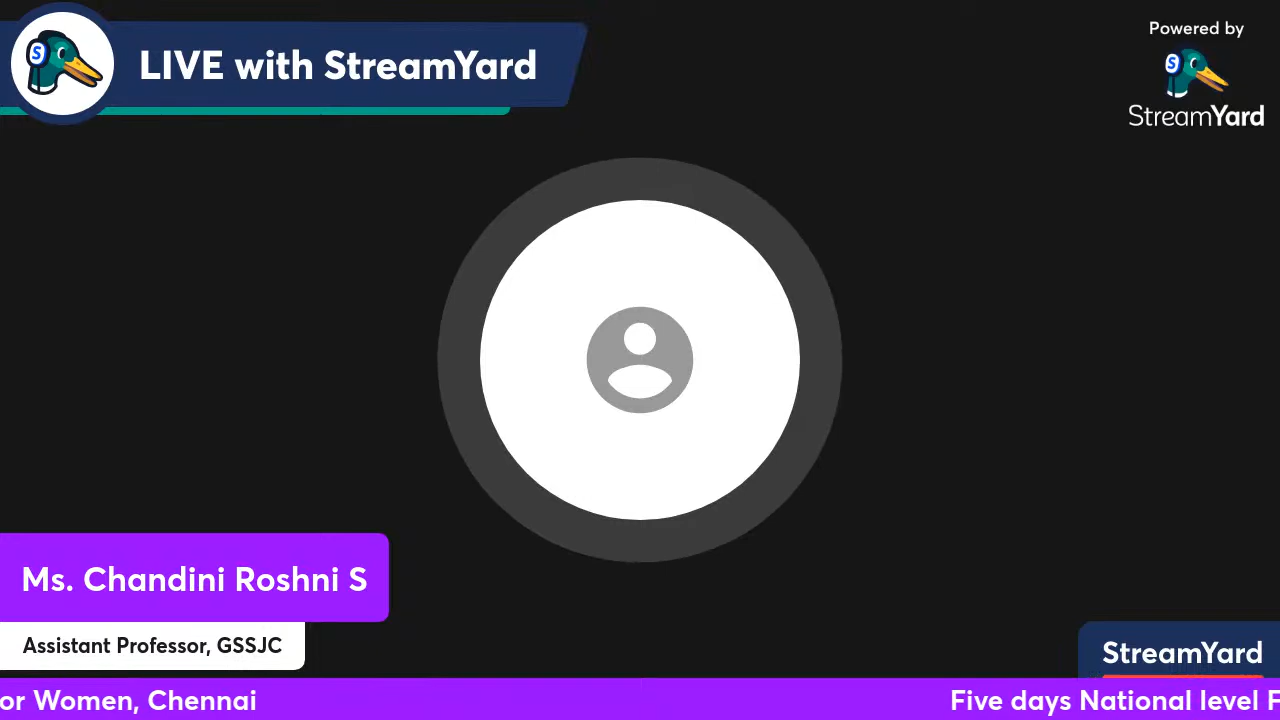 LIVE with StreamYard
Powered by
StreamYard
Ms. Chandini Roshni S
Assistant Professor, GSSJC
StreamYard
or Women, Chennai
Five days National level F